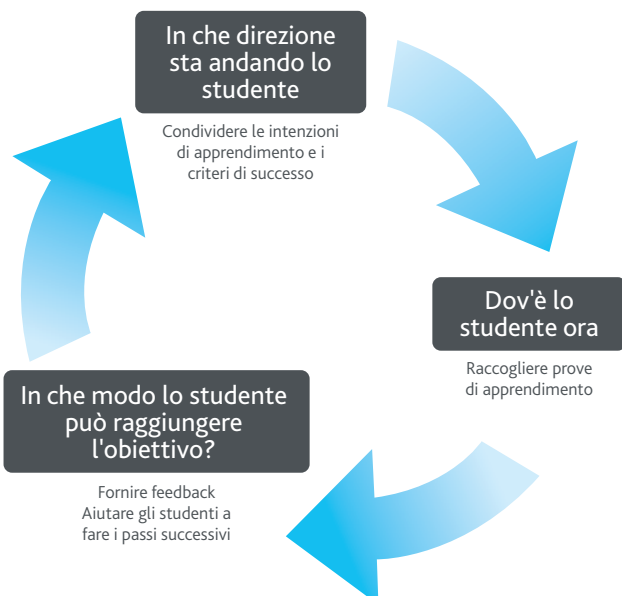 In che direzione
sta andando lo
studente
Condividere le intenzioni
di apprendimento e i
criteri di successo
Dov'è lo
studente ora
Raccogliere prove
di apprendimento
In che modo lo studente
può raggiungere
l'obiettivo?
Fornire feedback
Aiutare gli studenti a
fare i passi successivi